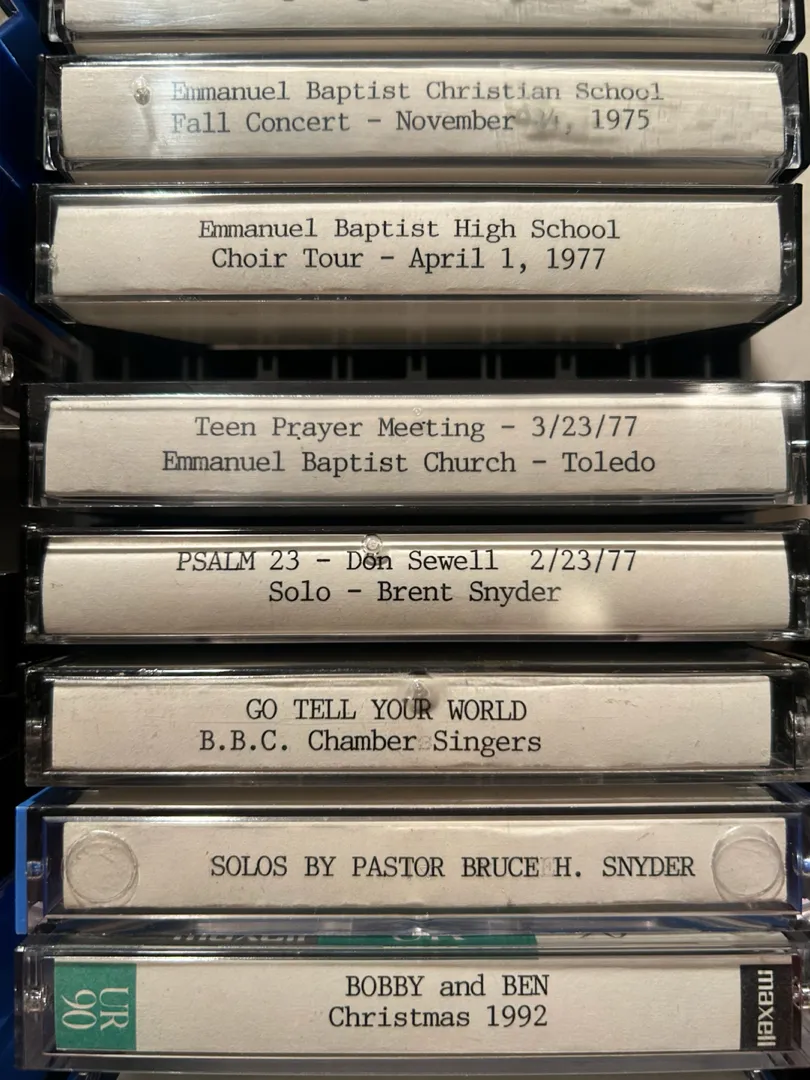 Emmanuel Baptist Christian School
Fall Concert - November , 1975
Emmanuel Baptist High School
Choir Tour - April 1, 1977
Teen Prayer Meeting - 3/23/77
Emmanuel Baptist Church - Toledo
PSALM 23 - Don Sewell 2/23/77
Solo - Brent Snyder
GO TELL YOUR WORLD
B.B.C. Chamber Singers
SOLOS BY PASTOR BRUCE H. SNYDER
maxell UR
UR 90
BOBBY and BEN
Christmas 1992
maxell